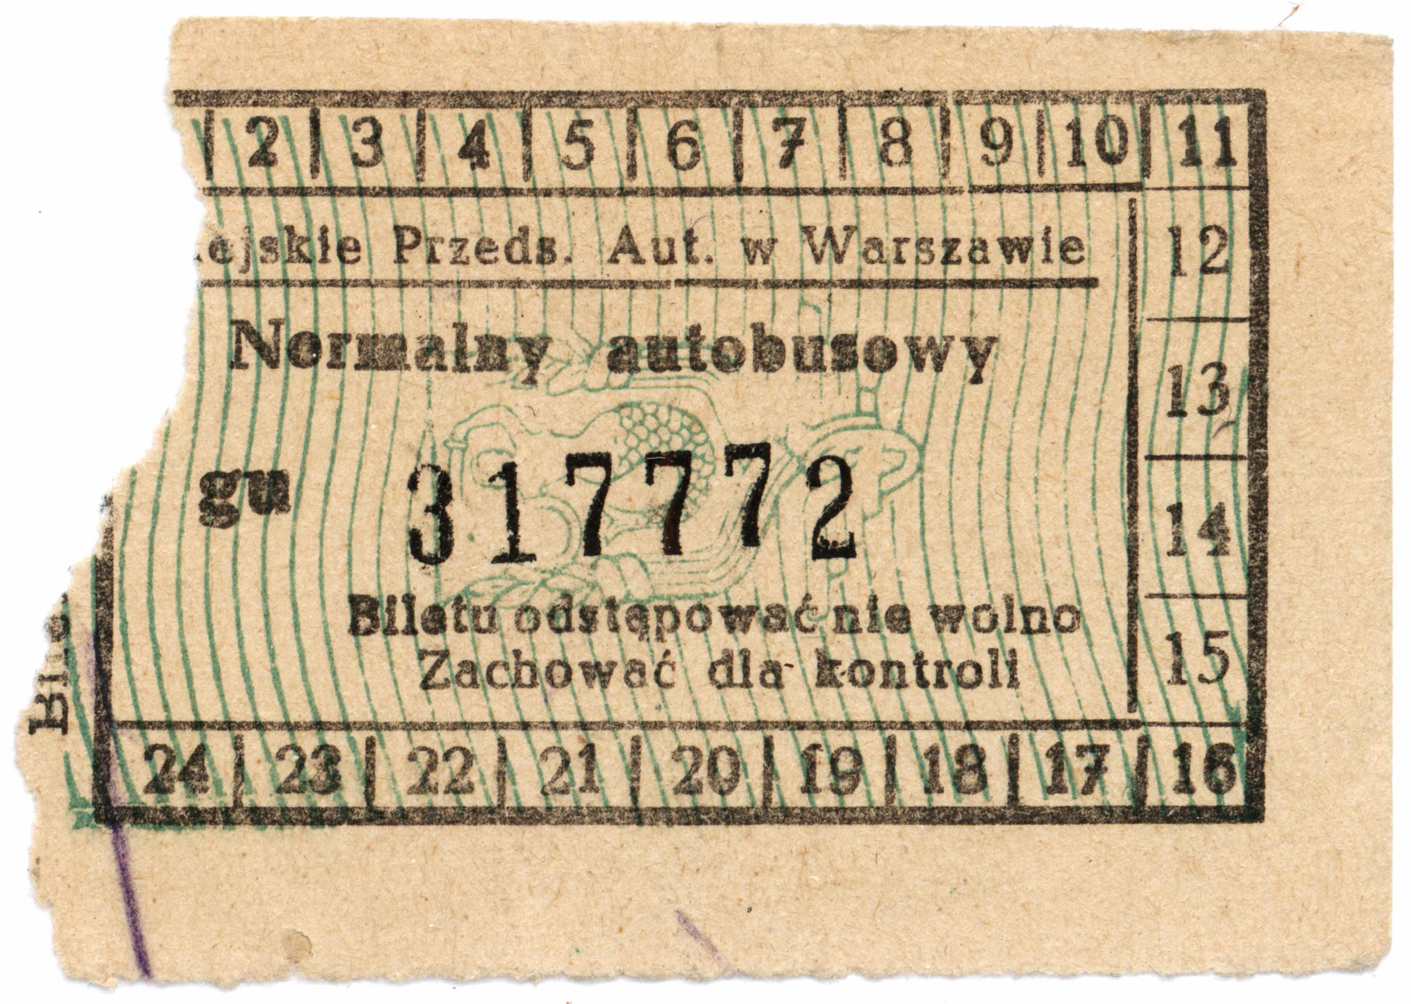 2 3 4 5 6 7 8 9 10 11
ejskie Przeds. Aut. w Warszawie
12
Normalny autobusowy
13
gu 317772
14
Biletu odstępować nie wolno
Zachować dla kontroli
15
24 23 22 21 20 19 18 17 16